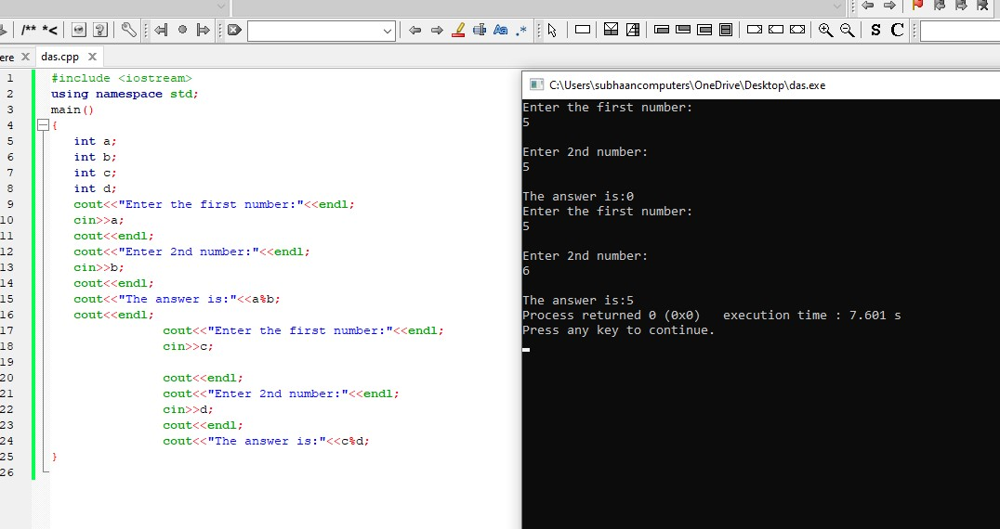 /** *<
Aa .*
S C
ere X das.cpp X
1 #include <iostream>
2 using namespace std;
3 main()
4 {
5 int a;
6 int b;
7 int c;
8 int d;
9 cout<<"Enter the first number:"<<endl;
10 cin>>a;
11 cout<<endl;
12 cout<<"Enter 2nd number:"<<endl;
13 cin>>b;
14 cout<<endl;
15 cout<<"The answer is:"<<a%b;
16 cout<<endl;
17 cout<<"Enter the first number:"<<endl;
18 cin>>c;
19
20 cout<<endl;
21 cout<<"Enter 2nd number:"<<endl;
22 cin>>d;
23 cout<<endl;
24 cout<<"The answer is:"<<c%d;
25 }
26
C:\Users\subhaancomputers\OneDrive\Desktop\das.exe
Enter the first number:
5
Enter 2nd number:
5
The answer is:0
Enter the first number:
5
Enter 2nd number:
6
The answer is:5
Process returned 0 (0x0) execution time : 7.601 s
Press any key to continue.